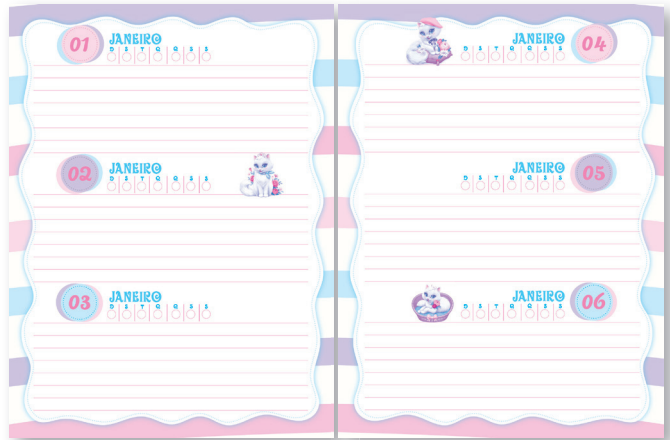 01 JANEIRO
D S T Q Q S S
02 JANEIRO
D S T Q Q S S
03 JANEIRO
D S T Q Q S S
JANEIRO 04
D S T Q Q S S
JANEIRO 05
D S T Q Q S S
JANEIRO 06
D S T Q Q S S